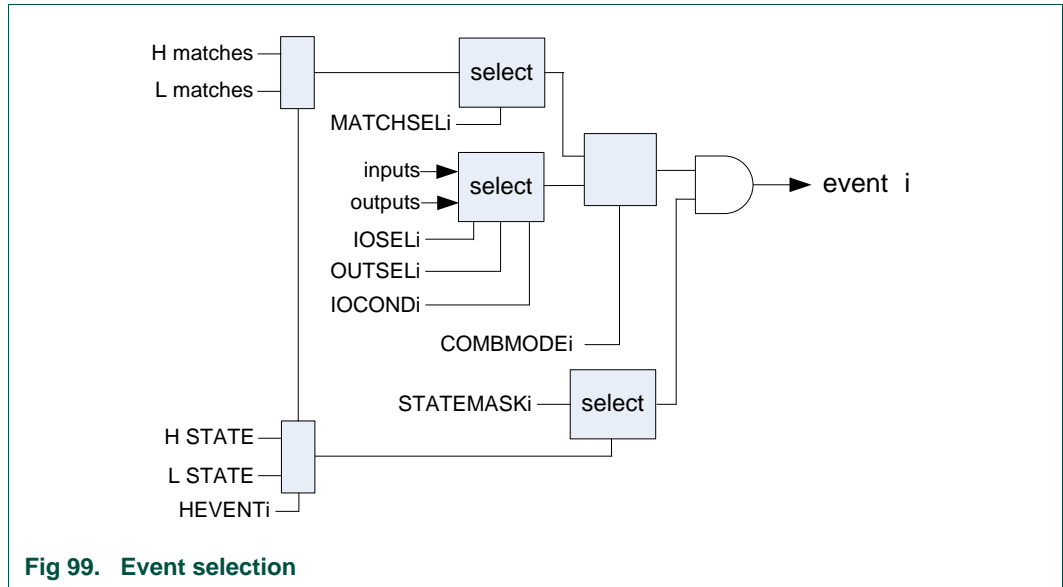 H matches
L matches
select
MATCHSELi
inputs
outputs
select
IOSELi
OUTSELi
IOCONDi
event i
COMBMODEi
STATEMASKi
select
H STATE
L STATE
HEVENTi
Fig 99. Event selection